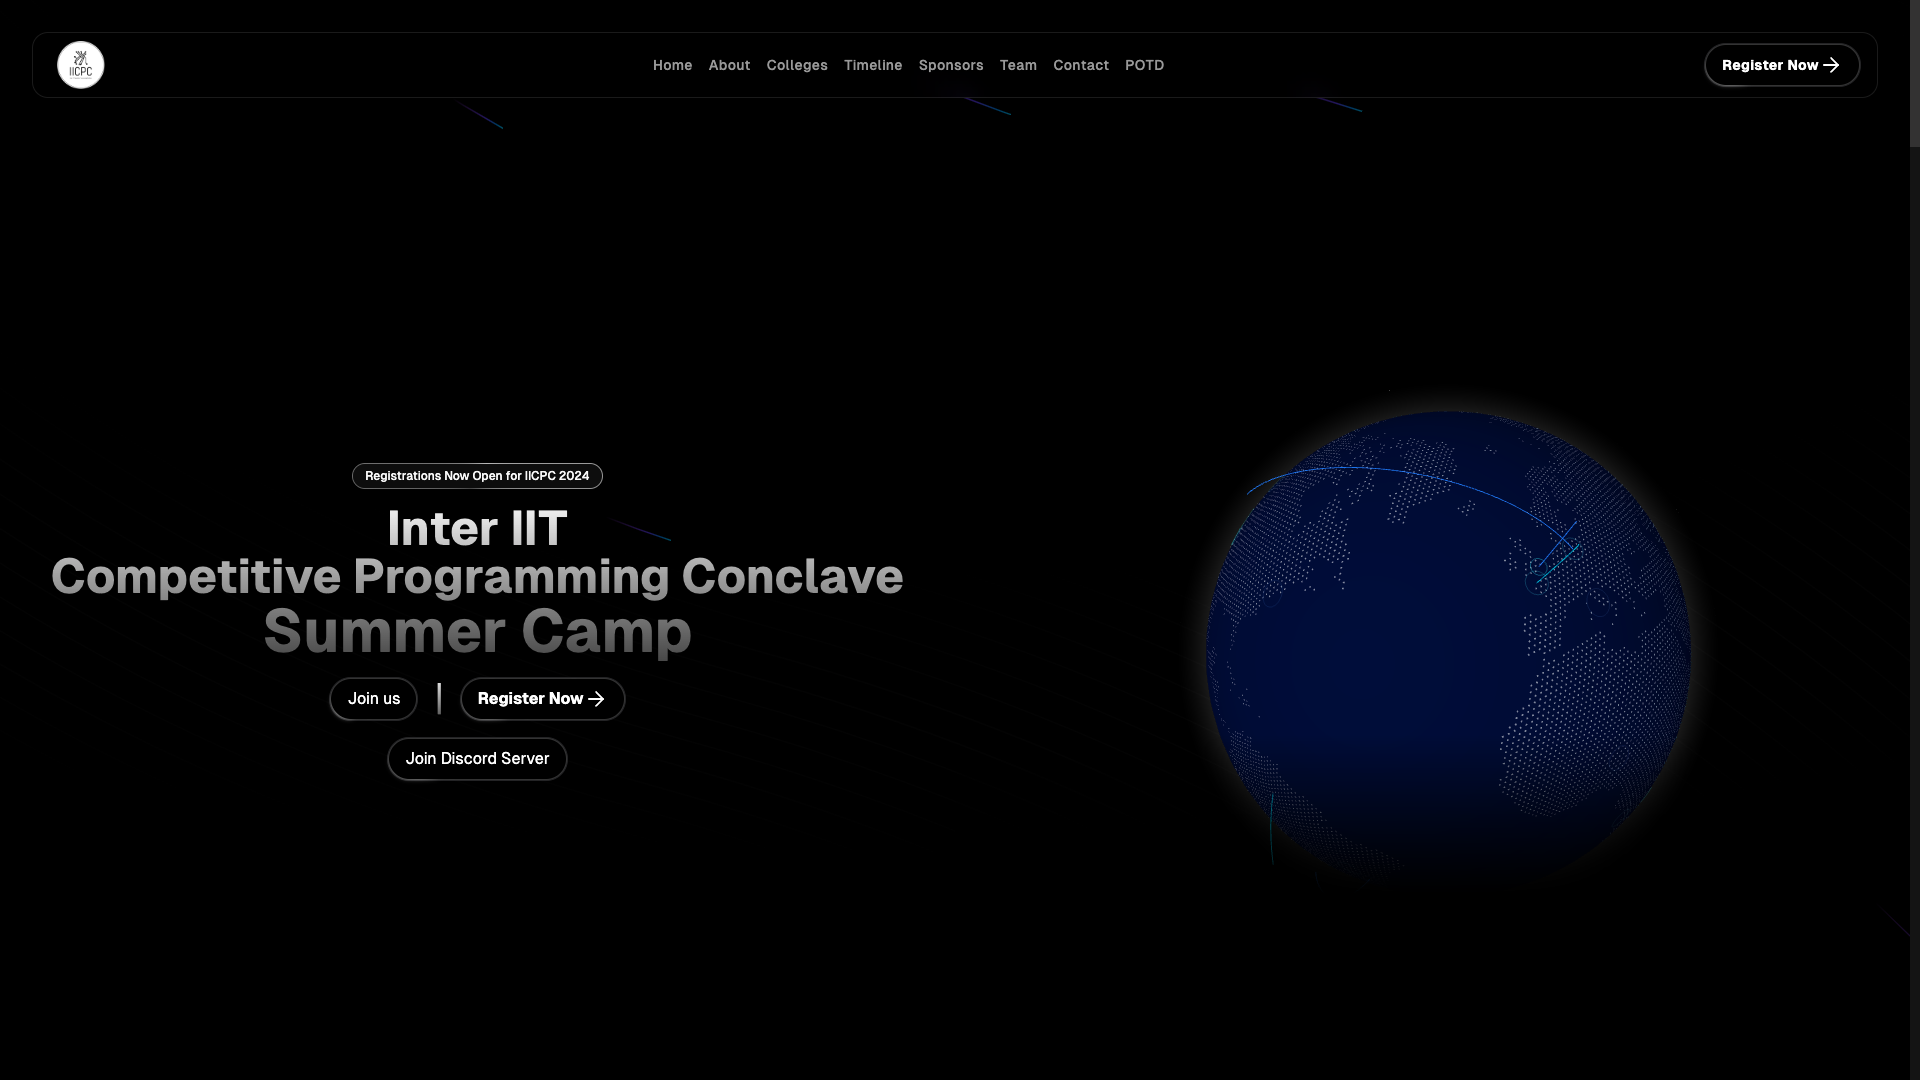 IICPC
Home About Colleges Timeline Sponsors Team Contact POTD
Register Now
Registrations Now Open for IICPC 2024
Inter IIT
Competitive Programming Conclave
Summer Camp
Join us
Register Now
Join Discord Server